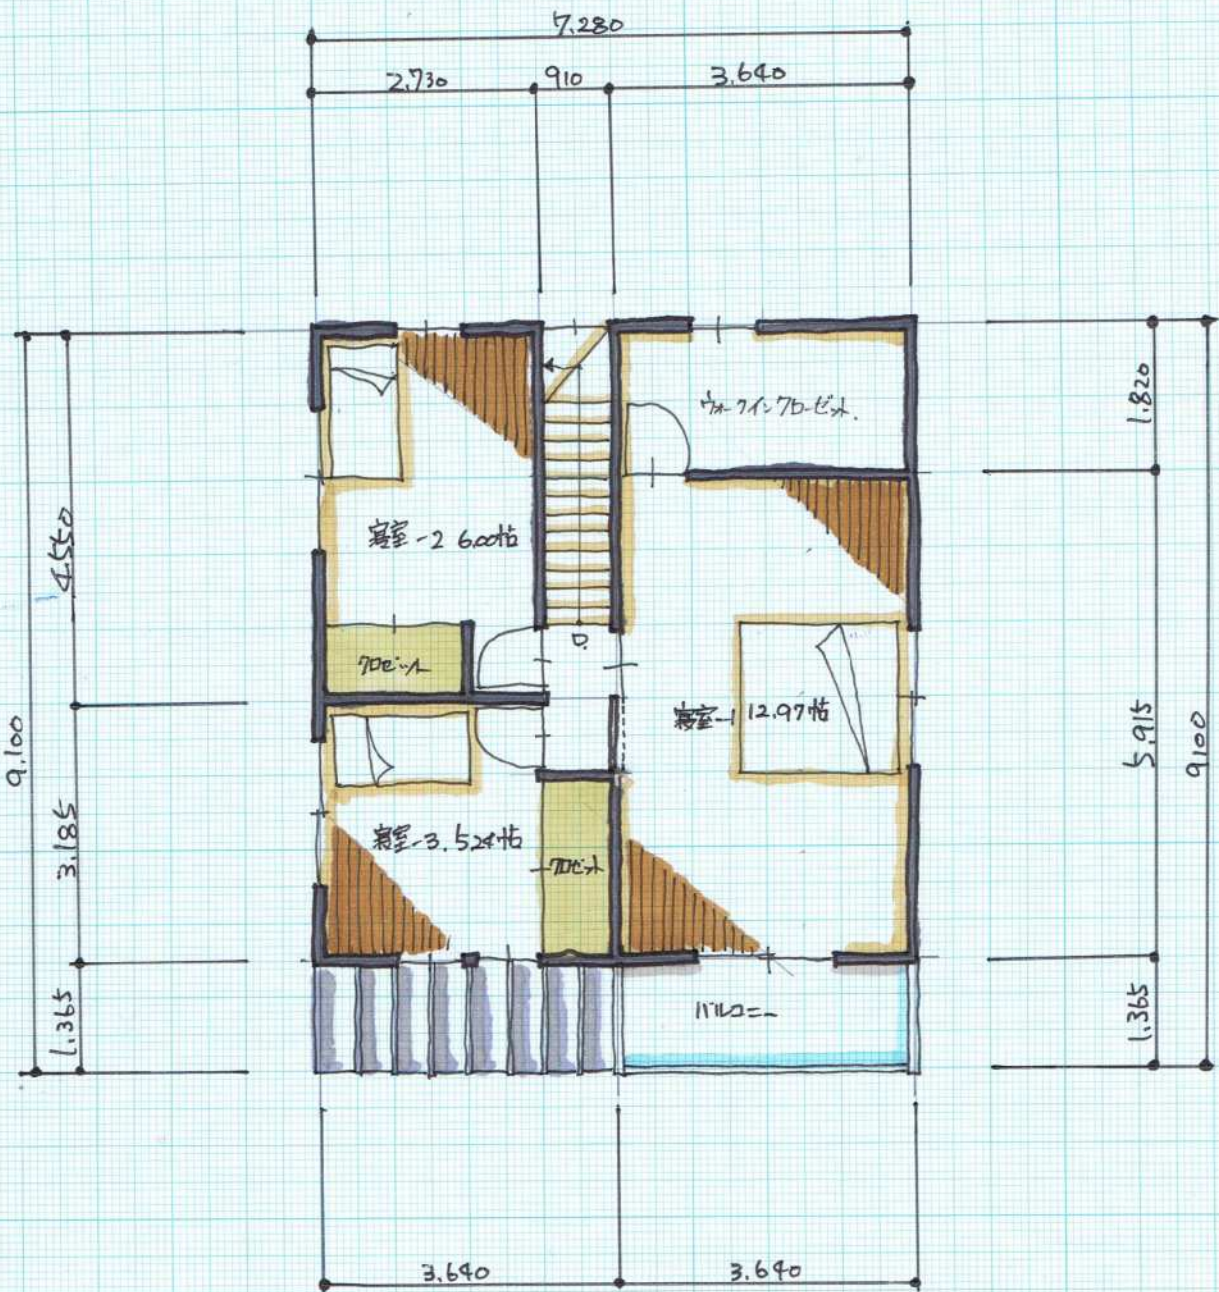 7.280
2.730 910 3.640
ウォークインクローゼット.
1.820
寝室-2 6.00帖
4.550
D.
クロゼット
寝室-1 12.97帖
9.100
5.915
9100
3.185
寝室-3. 5.24帖
クロゼット
1.365
バルコニー
1.365
3.640 3.640